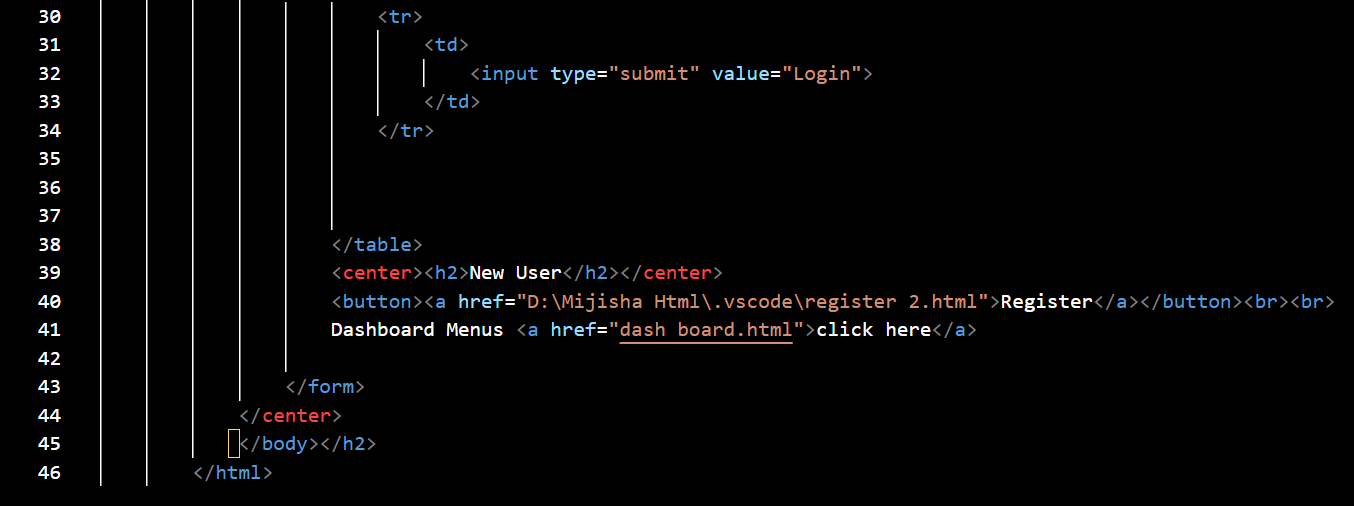 30 <tr>
31 <td>
32 <input type="submit" value="Login">
33 </td>
34 </tr>
35
36
37
38 </table>
39 <center><h2>New User</h2></center>
40 <button><a href="D:\Mijisha Html\.vscode\register 2.html">Register</a></button><br><br>
41 Dashboard Menus <a href="dash board.html">click here</a>
42
43 </form>
44 </center>
45 </body></h2>
46 </html>